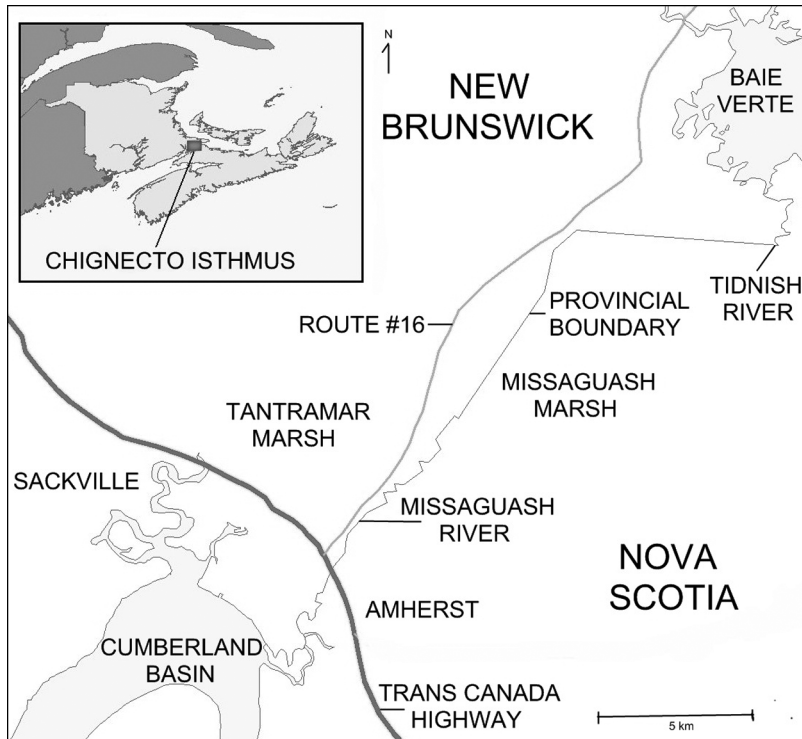 N
NEW
BRUNSWICK
BAIE
VERTE
CHIGNECTO ISTHMUS
TIDNISH
RIVER
PROVINCIAL
BOUNDARY
ROUTE #16
MISSAGUASH
MARSH
TANTRAMAR
MARSH
SACKVILLE
MISSAGUASH
RIVER
NOVA
SCOTIA
AMHERST
CUMBERLAND
BASIN
TRANS CANADA
HIGHWAY
5 km